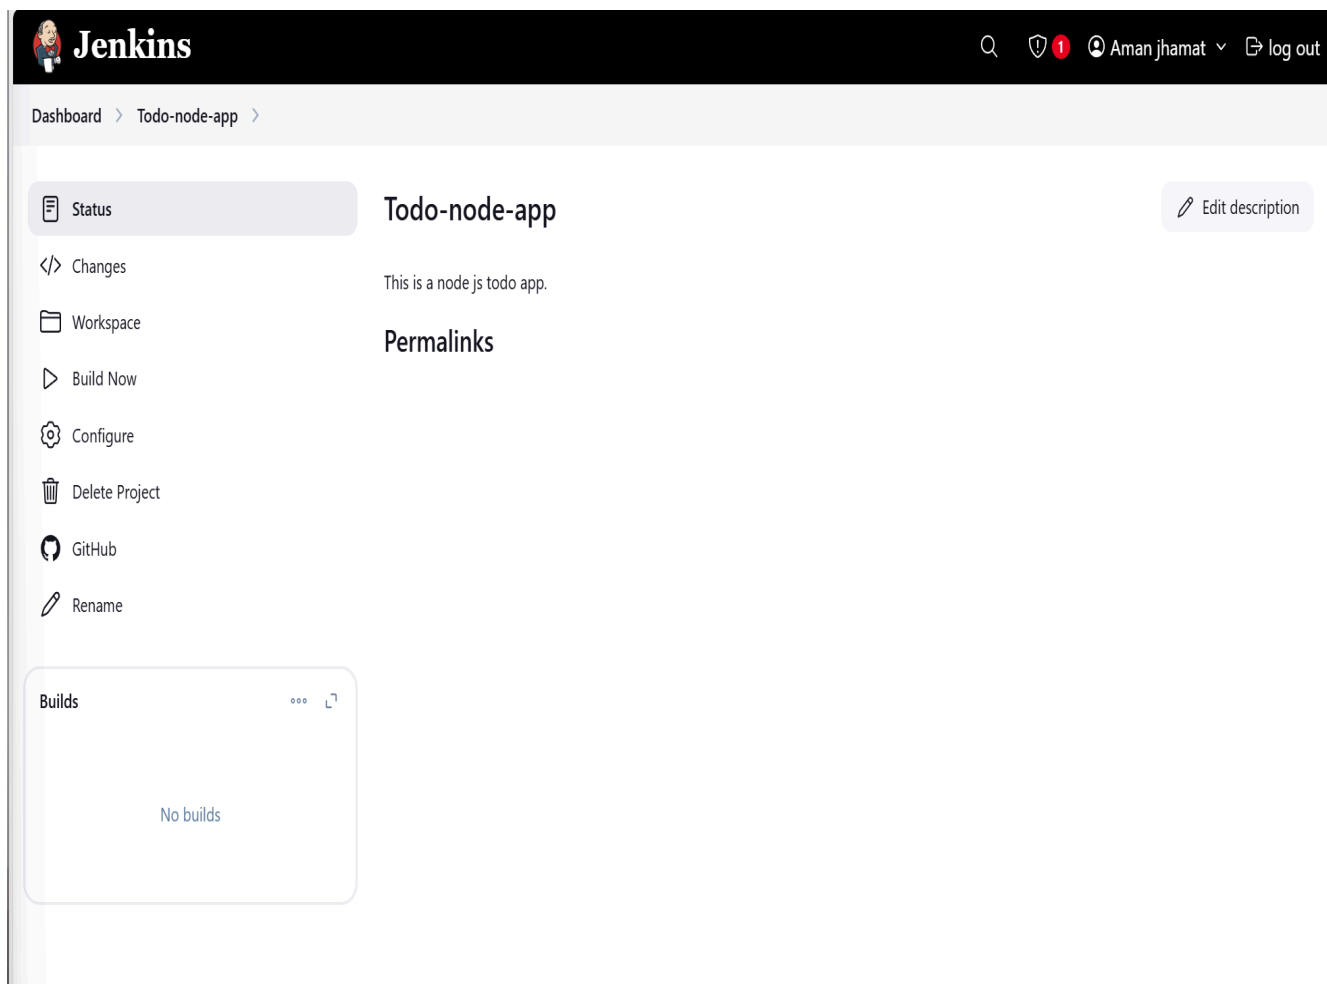 Jenkins
1 Aman jhamat log out
Dashboard Todo-node-app
Status
Changes
Workspace
Build Now
Configure
Delete Project
GitHub
Rename
Builds
No builds
Todo-node-app
Edit description
This is a node js todo app.
Permalinks